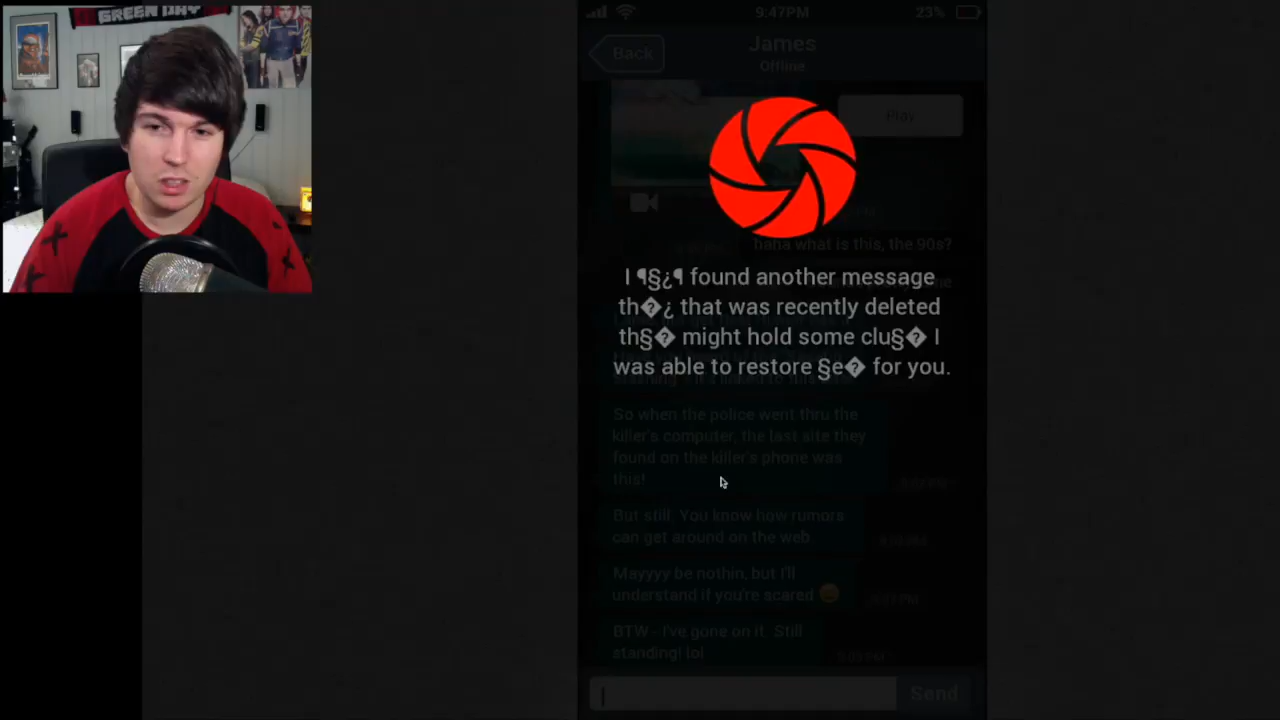 GREEN DAY
9:47PM
23%
Back
James
Offline
Play
haha what is this, the 90s?
I ¶§¿¶ found another message
th�¿ that was recently deleted
th§� might hold some clu§� I
was able to restore §e� for you.
So when the police went thru the
killer's computer, the last site they
found on the killer's phone was
this!
But still. You know how rumors
can get around on the web
Mayyyy be nothin, but I'll
understand if you're scared 😄
BTW - I've gone on it. Still
standing! lol
Send